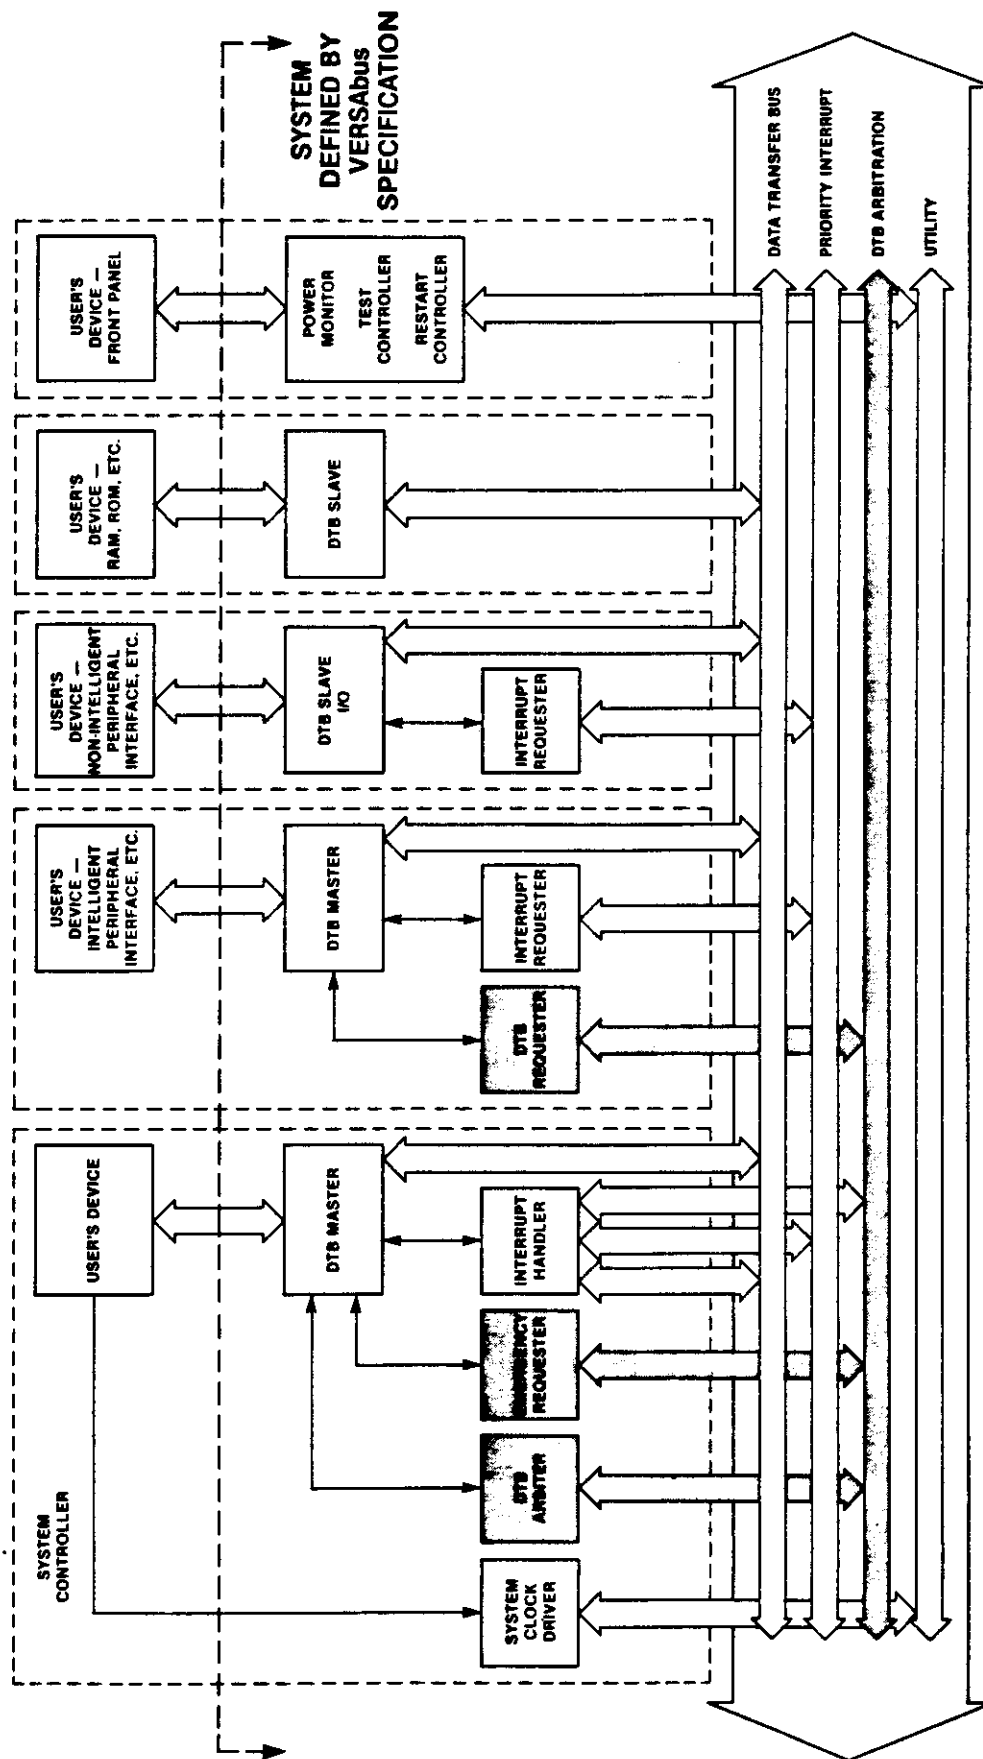 SYSTEM
CONTROLLER
USER'S DEVICE
USER'S
DEVICE —
INTELLIGENT
PERIPHERAL
INTERFACE, ETC.
USER'S
DEVICE —
NON-INTELLIGENT
PERIPHERAL
INTERFACE, ETC.
USER'S
DEVICE —
RAM, ROM, ETC.
USER'S
DEVICE —
FRONT PANEL
SYSTEM
DEFINED BY
VERSAbus
SPECIFICATION
DTB MASTER
DTB MASTER
DTB SLAVE
I/O
DTB SLAVE
POWER
MONITOR
TEST
CONTROLLER
RESTART
CONTROLLER
SYSTEM
CLOCK
DRIVER
DTB
ARBITER
EMERGENCY
REQUESTER
INTERRUPT
HANDLER
DTB
REQUESTER
INTERRUPT
REQUESTER
INTERRUPT
REQUESTER
DATA TRANSFER BUS
PRIORITY INTERRUPT
DTB ARBITRATION
UTILITY